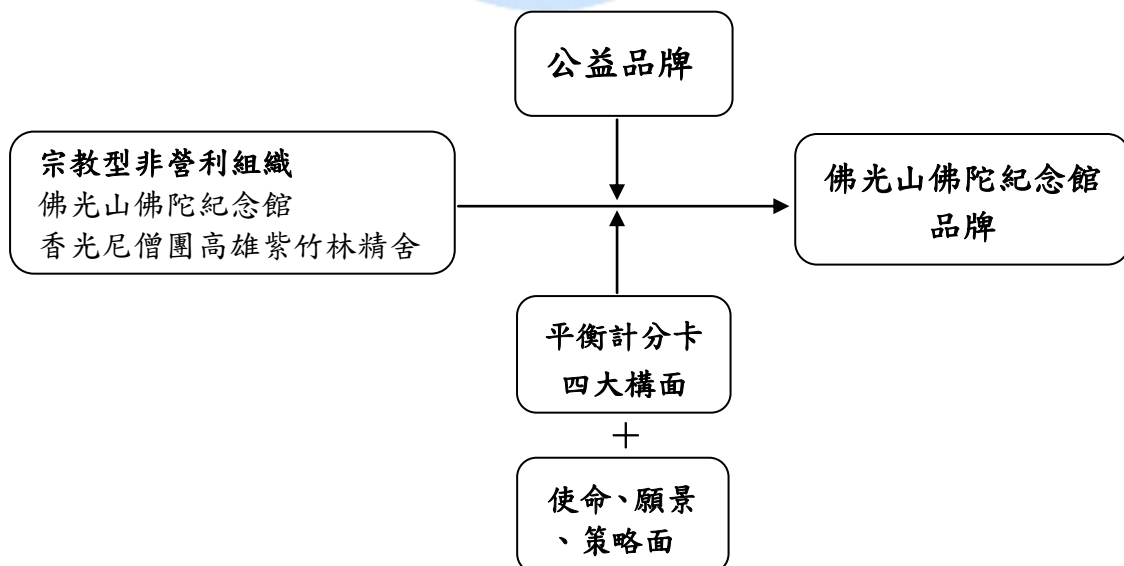 公益品牌
宗教型非營利組織
佛光山佛陀紀念館
香光尼僧團高雄紫竹林精舍
佛光山佛陀紀念館
品牌
平衡計分卡
四大構面
+
使命、願景
、策略面